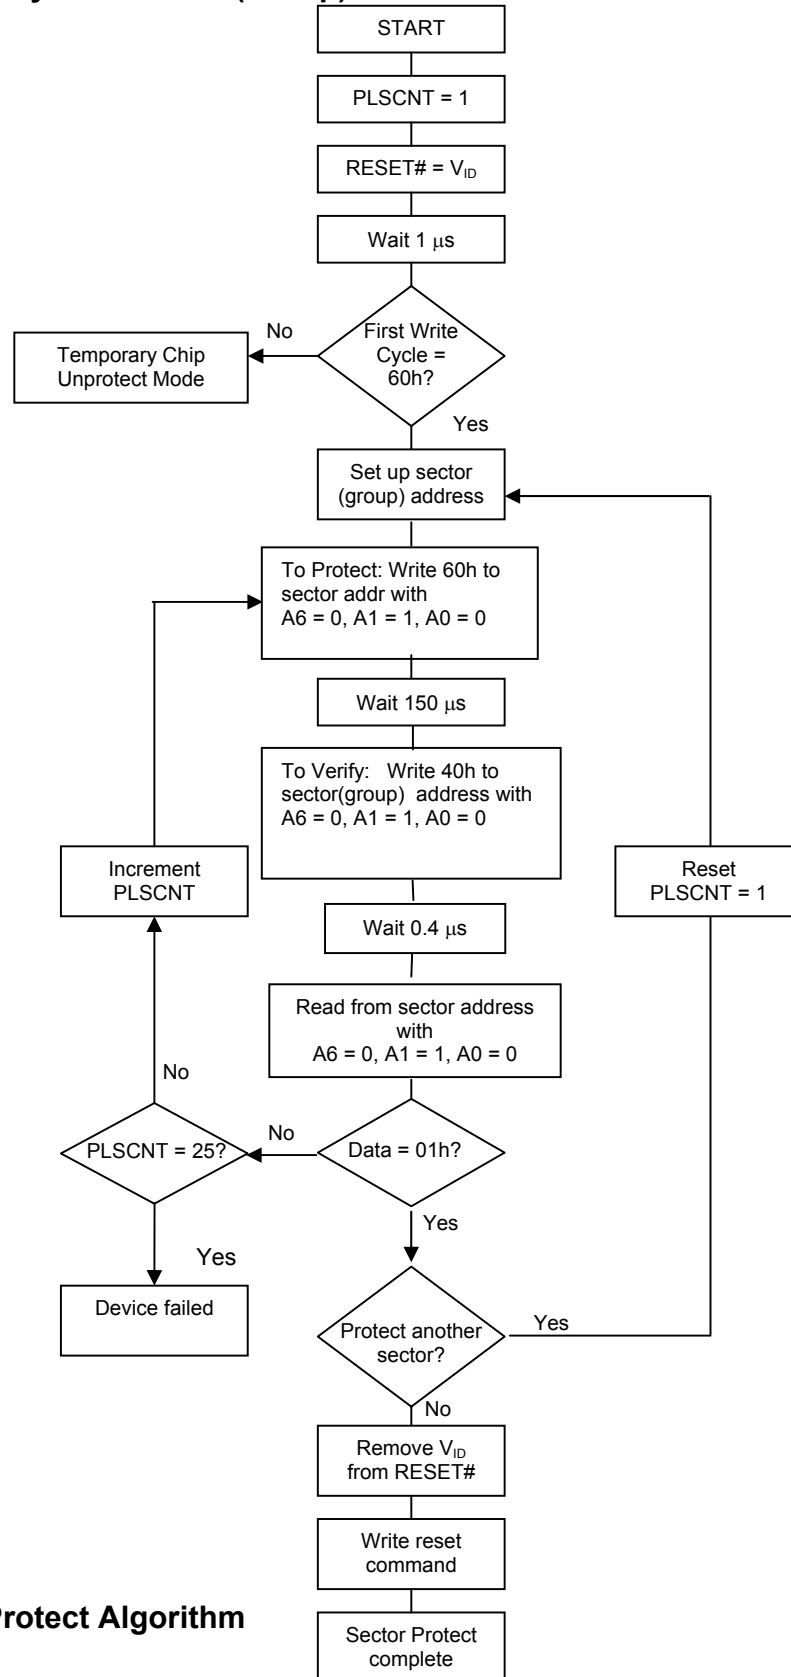 START
PLSCNT = 1
RESET# = VID
Wait 1 µs
First Write
Cycle =
60h?
No
Temporary Chip
Unprotect Mode
Yes
Set up sector
(group) address
To Protect: Write 60h to
sector addr with
A6 = 0, A1 = 1, A0 = 0
Wait 150 µs
To Verify: Write 40h to
sector(group) address with
A6 = 0, A1 = 1, A0 = 0
Increment
PLSCNT
Reset
PLSCNT = 1
Wait 0.4 µs
Read from sector address
with
A6 = 0, A1 = 1, A0 = 0
No
PLSCNT = 25?
No
Data = 01h?
Yes
Yes
Device failed
Protect another
sector?
Yes
No
Remove VID
from RESET#
Write reset
command
rotect Algorithm
Sector Protect
complete